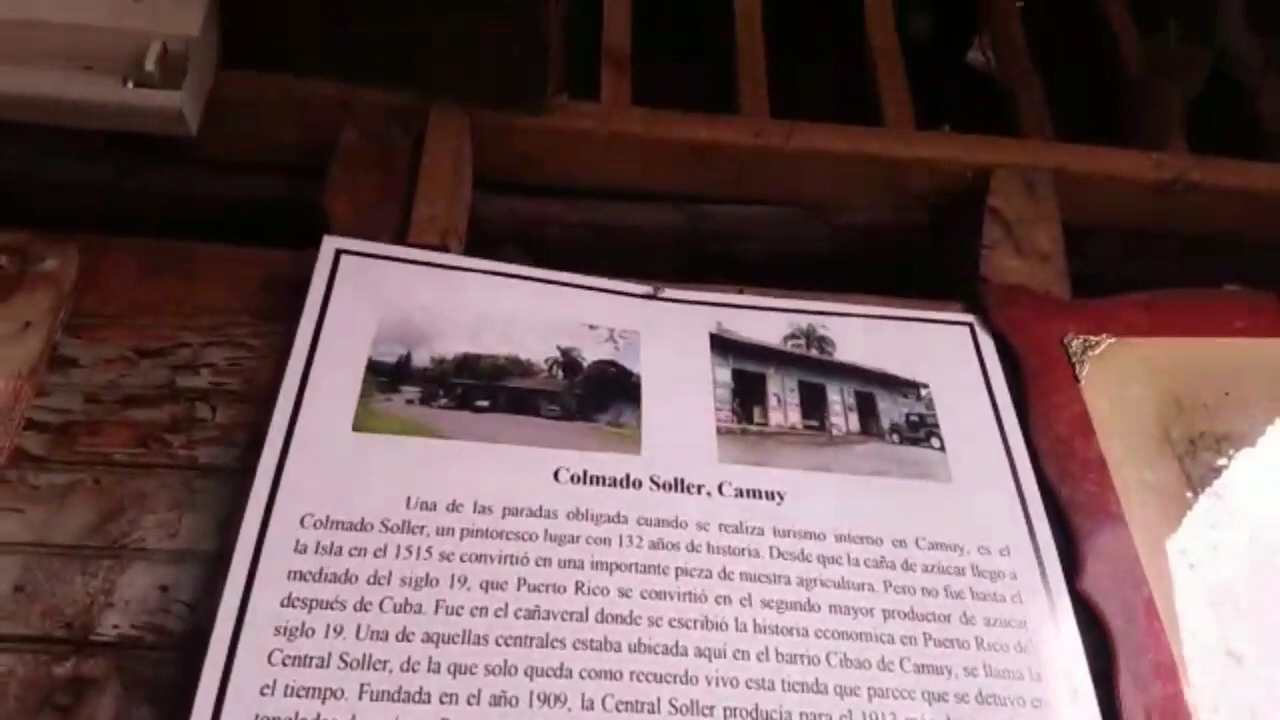 Colmado Soller, Camuy
Una de las paradas obligada cuando se realiza turismo interno en Camuy, es el
Colmado Soller, un pintoresco lugar con 132 años de historia. Desde que la caña de azúcar llego a
la Isla en el 1515 se convirtió en una importante pieza de nuestra agricultura. Pero no fue hasta el
mediado del siglo 19, que Puerto Rico se convirtió en el segundo mayor productor de azúcar
después de Cuba. Fue en el cañaveral donde se escribió la historia economica en Puerto Rico del
siglo 19. Una de aquellas centrales estaba ubicada aquí en el barrio Cibao de Camuy, se llama la
Central Soller, de la que solo queda como recuerdo vivo esta tienda que parece que se detuvo
el tiempo. Fundada en el año 1909, la Central Soller producia para el 1912